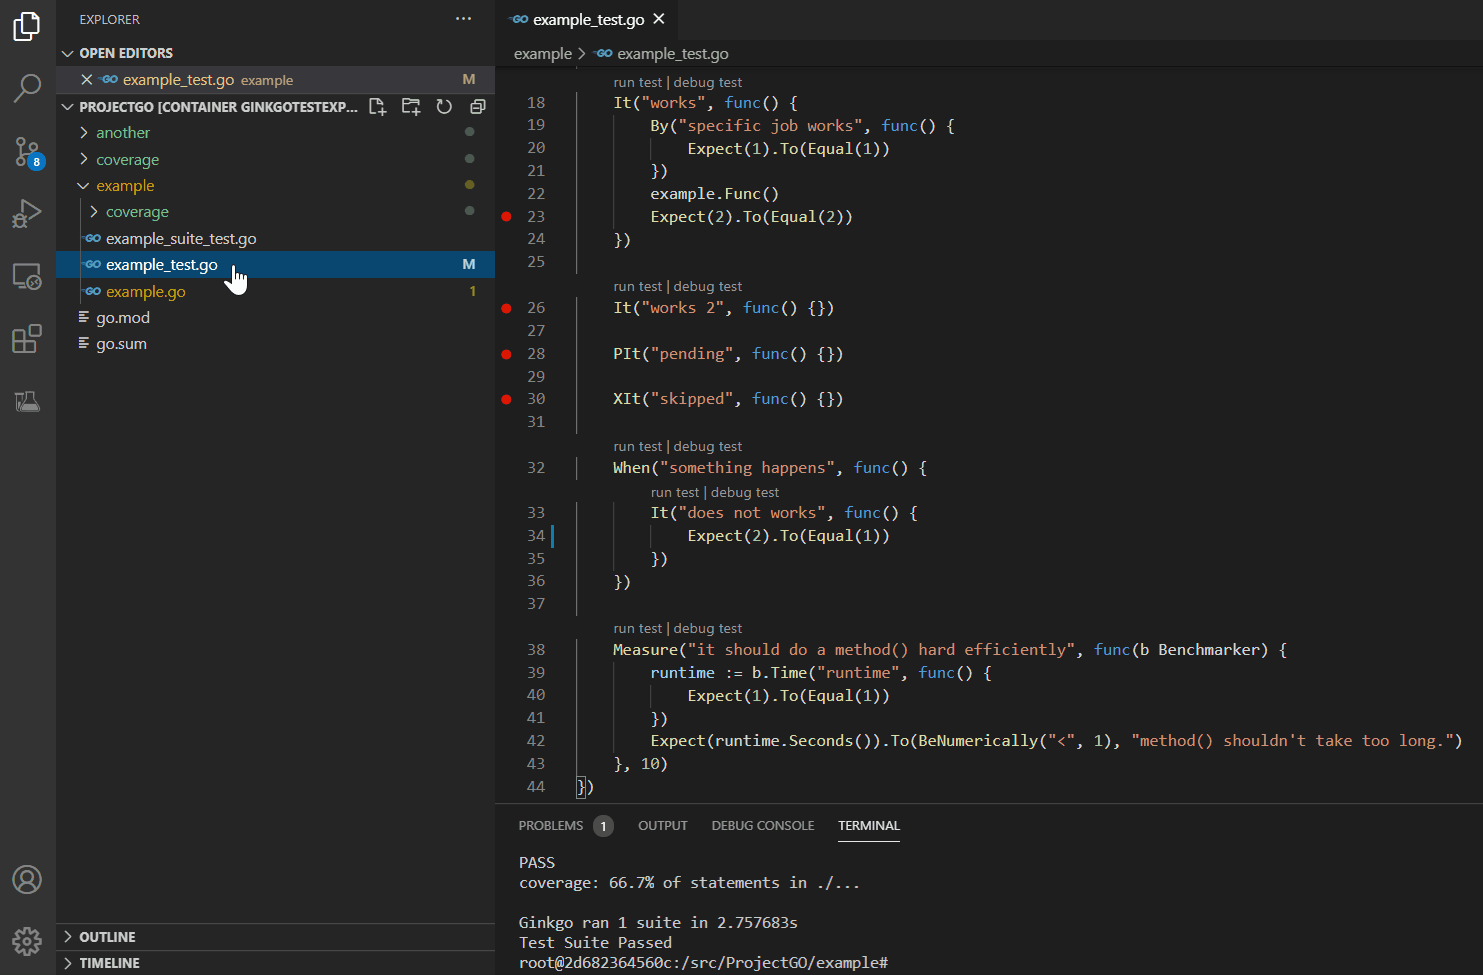 EXPLORER
OPEN EDITORS
GO example_test.go example M
PROJECTGO [CONTAINER GINKGOTESTEXP...
another
coverage
example
coverage
GO example_suite_test.go
GO example_test.go M
GO example.go 1
go.mod
go.sum
8
OUTLINE
TIMELINE
GO example_test.go
example > GO example_test.go
run test | debug test
18 It("works", func() {
19 By("specific job works", func() {
20 Expect(1).To(Equal(1))
21 })
22 example.Func()
23 Expect(2).To(Equal(2))
24 })
25
run test | debug test
26 It("works 2", func() {})
27
28 PIt("pending", func() {})
29
30 XIt("skipped", func() {})
31
run test | debug test
32 When("something happens", func() {
run test | debug test
33 It("does not works", func() {
34 Expect(2).To(Equal(1))
35 })
36 })
37
run test | debug test
38 Measure("it should do a method() hard efficiently", func(b Benchmarker) {
39 runtime := b.Time("runtime", func() {
40 Expect(1).To(Equal(1))
41 })
42 Expect(runtime.Seconds()).To(BeNumerically("<", 1), "method() shouldn't take too long.")
43 }, 10)
44 })
PROBLEMS 1 OUTPUT DEBUG CONSOLE TERMINAL
PASS
coverage: 66.7% of statements in ./...
Ginkgo ran 1 suite in 2.757683s
Test Suite Passed
root@2d682364560c:/src/ProjectGO/example#